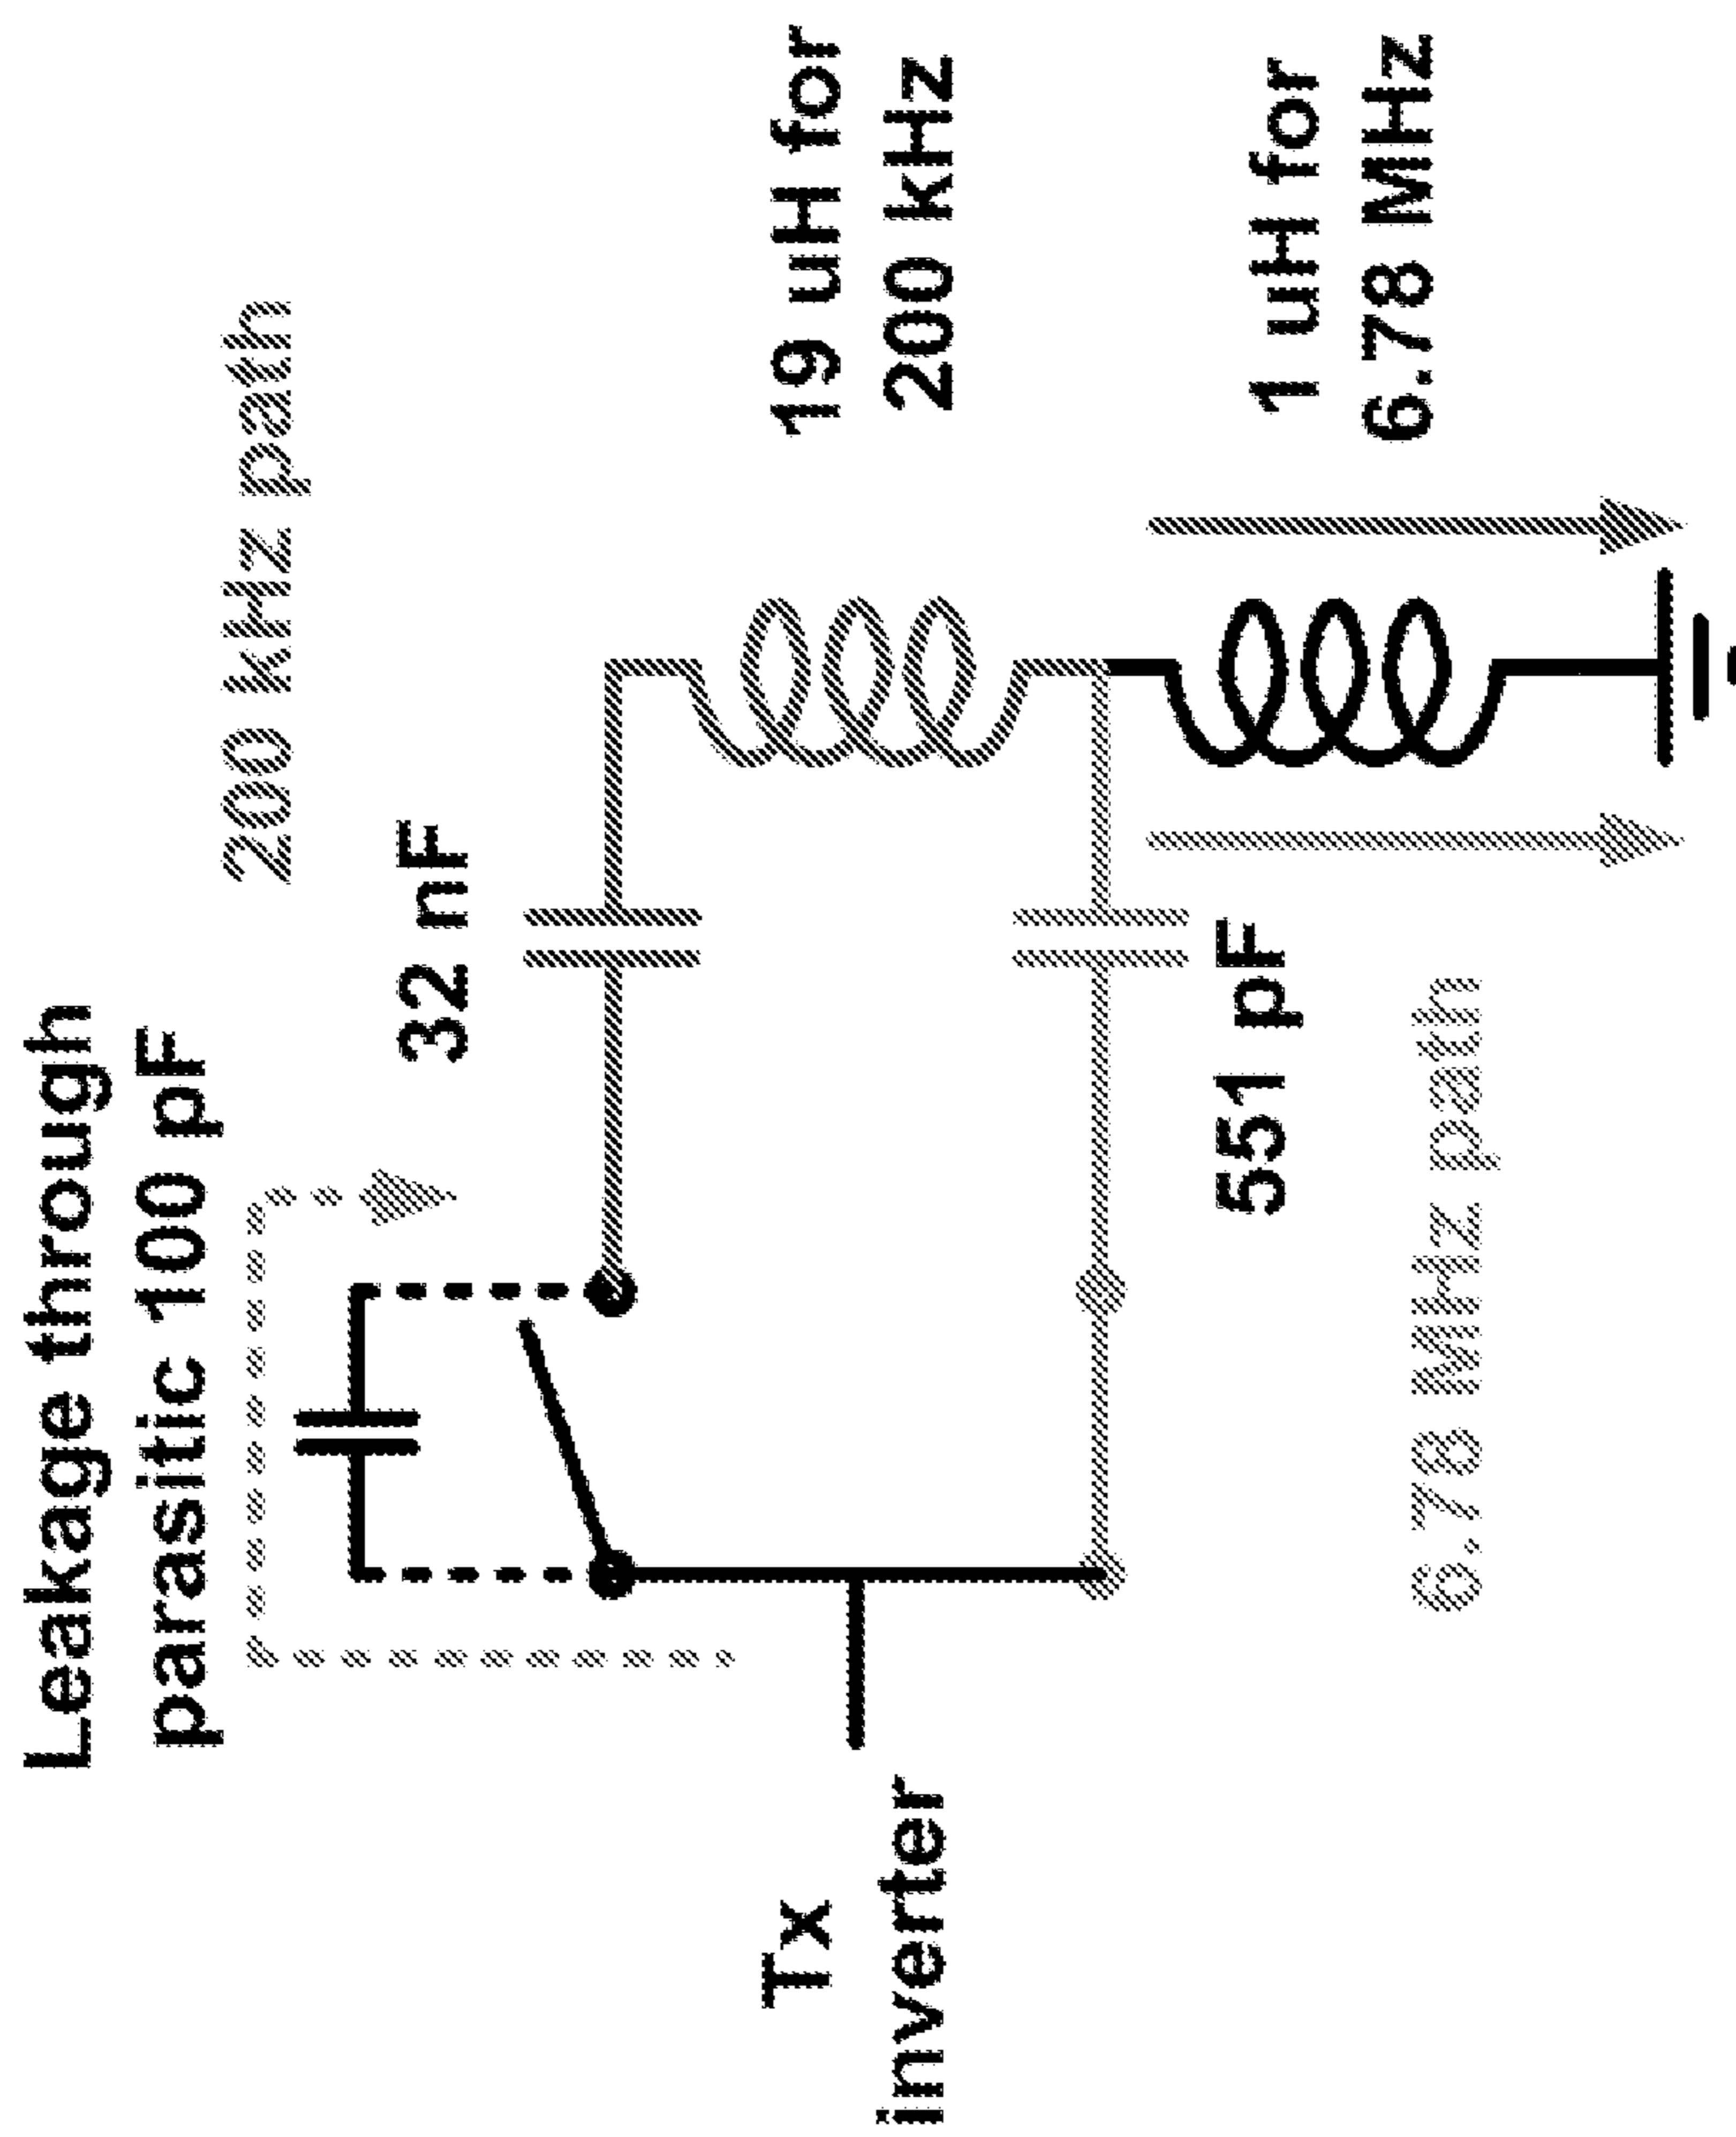 Leakage through
parasitic 100 pF
200 kHz path
32 nF
19 uH for
200 kHz
Tx
inverter
551 pF
1 uH for
6.78 MHz
6.78 MHz path